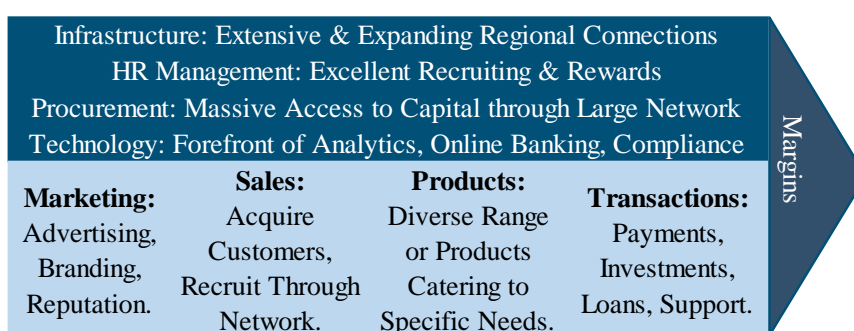 Infrastructure: Extensive & Expanding Regional Connections
HR Management: Excellent Recruiting & Rewards
Procurement: Massive Access to Capital through Large Network
Technology: Forefront of Analytics, Online Banking, Compliance
Margins
Marketing:
Advertising,
Branding,
Reputation.
Sales:
Acquire
Customers,
Recruit Through
Network.
Products:
Diverse Range
or Products
Catering to
Specific Needs.
Transactions:
Payments,
Investments,
Loans, Support.